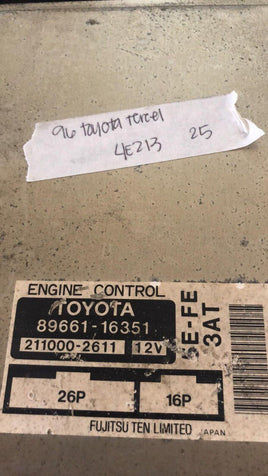 96 Toyota Tercel
4E213 25
ENGINE CONTROL
TOYOTA
89661-16351
211000-2611 12V
5E-FE
3AT
26P 16P
FUJITSU TEN LIMITED JAPAN